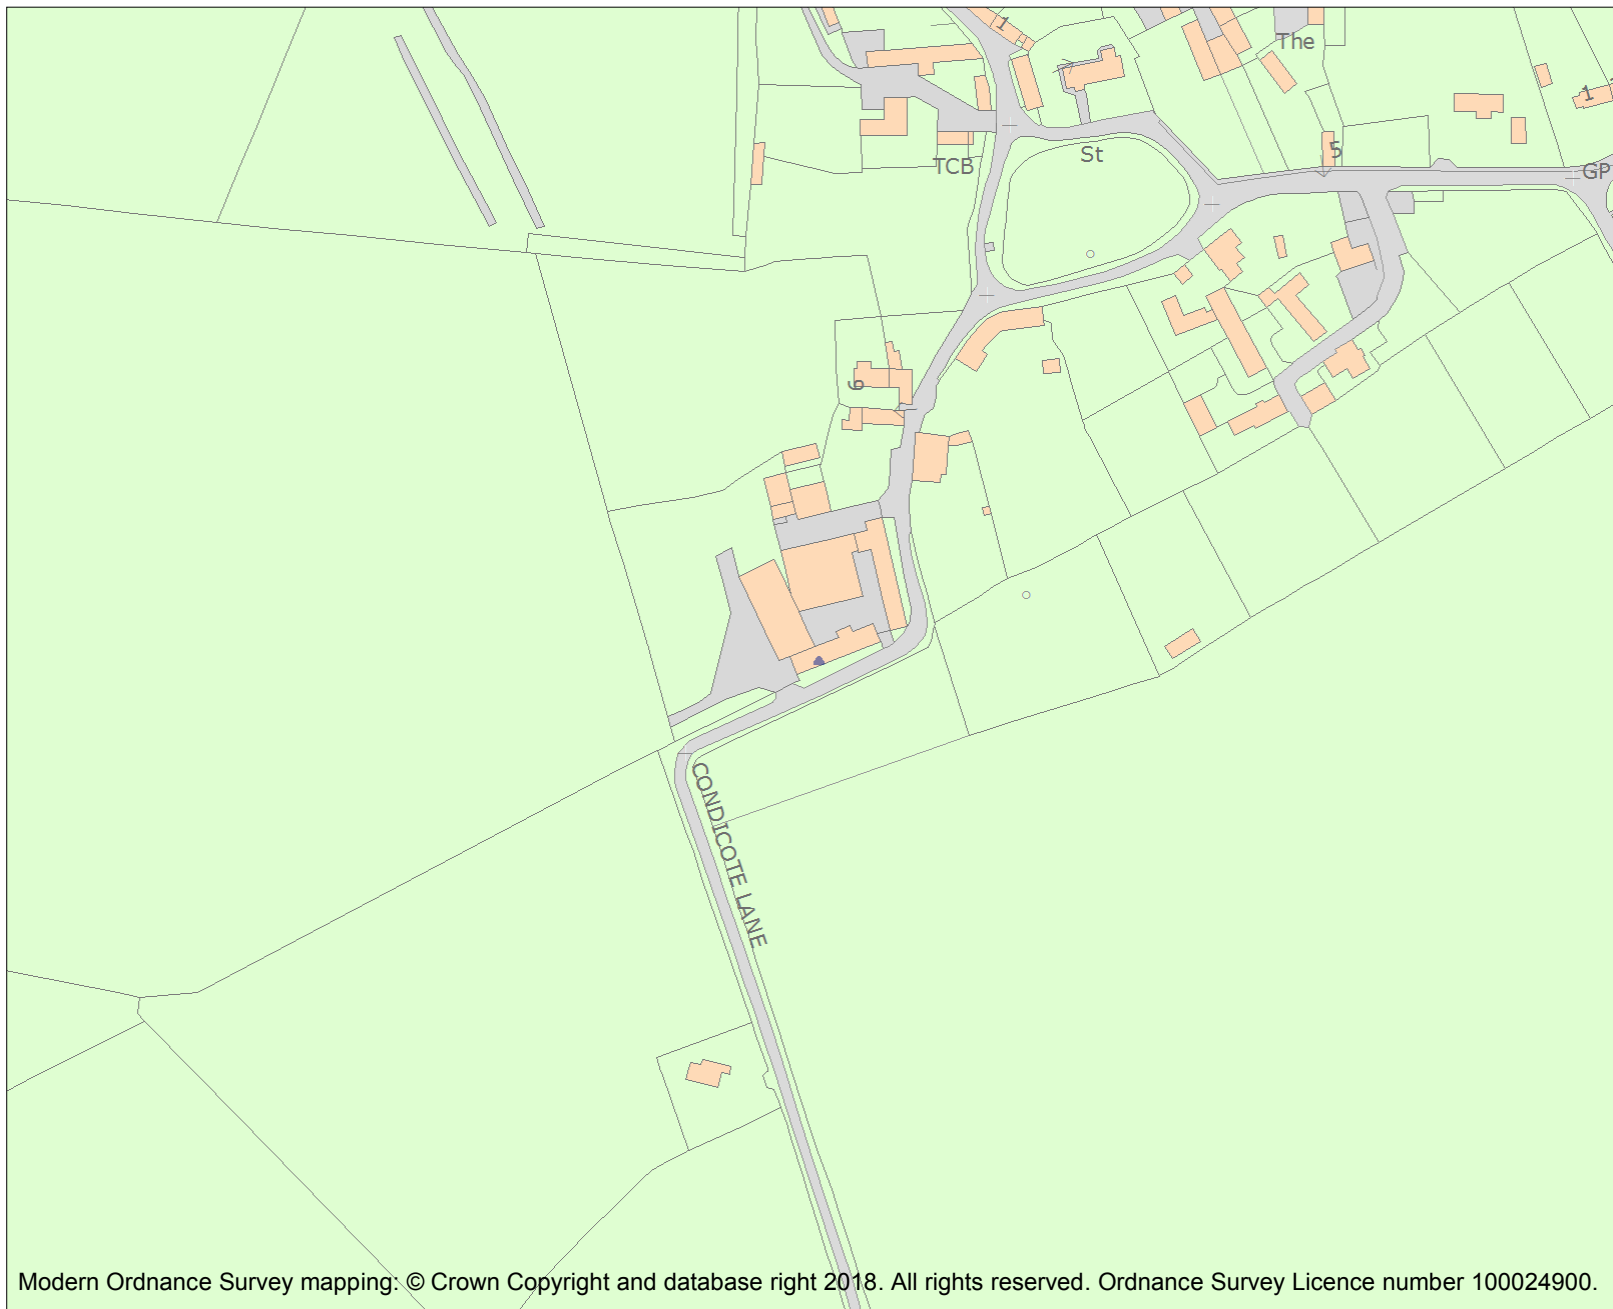 1
The
1
TCB
St
5
GP
9
CONDICOTE LANE
Modern Ordnance Survey mapping: © Crown Copyright and database right 2018. All rights reserved. Ordnance Survey Licence number 100024900.